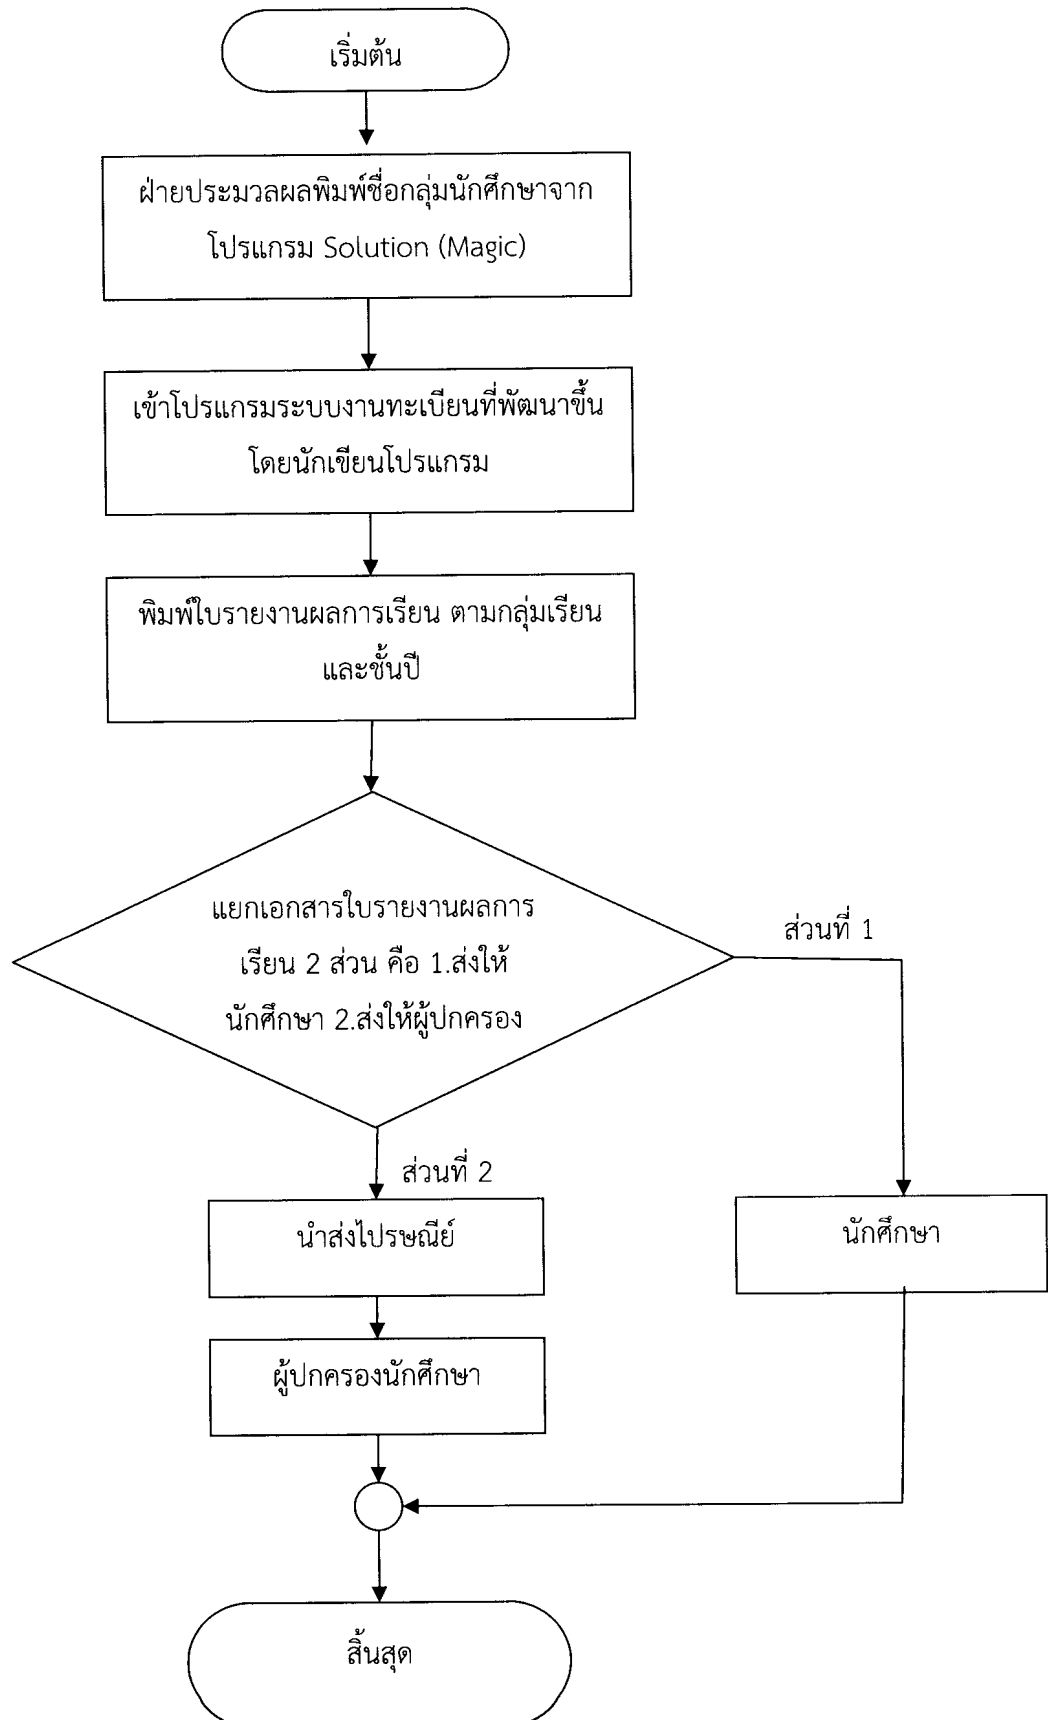 เริ่มต้น
ฝ่ายประมวลผลพิมพ์ชื่อกลุ่มนักศึกษาจาก
โปรแกรม Solution (Magic)
เข้าโปรแกรมระบบงานทะเบียนที่พัฒนาขึ้น
โดยนักเขียนโปรแกรม
พิมพ์ใบรายงานผลการเรียน ตามกลุ่มเรียน
และชั้นปี
แยกเอกสารใบรายงานผลการ
เรียน 2 ส่วน คือ 1.ส่งให้
นักศึกษา 2.ส่งให้ผู้ปกครอง
ส่วนที่ 1
ส่วนที่ 2
นำส่งไปรษณีย์
นักศึกษา
ผู้ปกครองนักศึกษา
สิ้นสุด